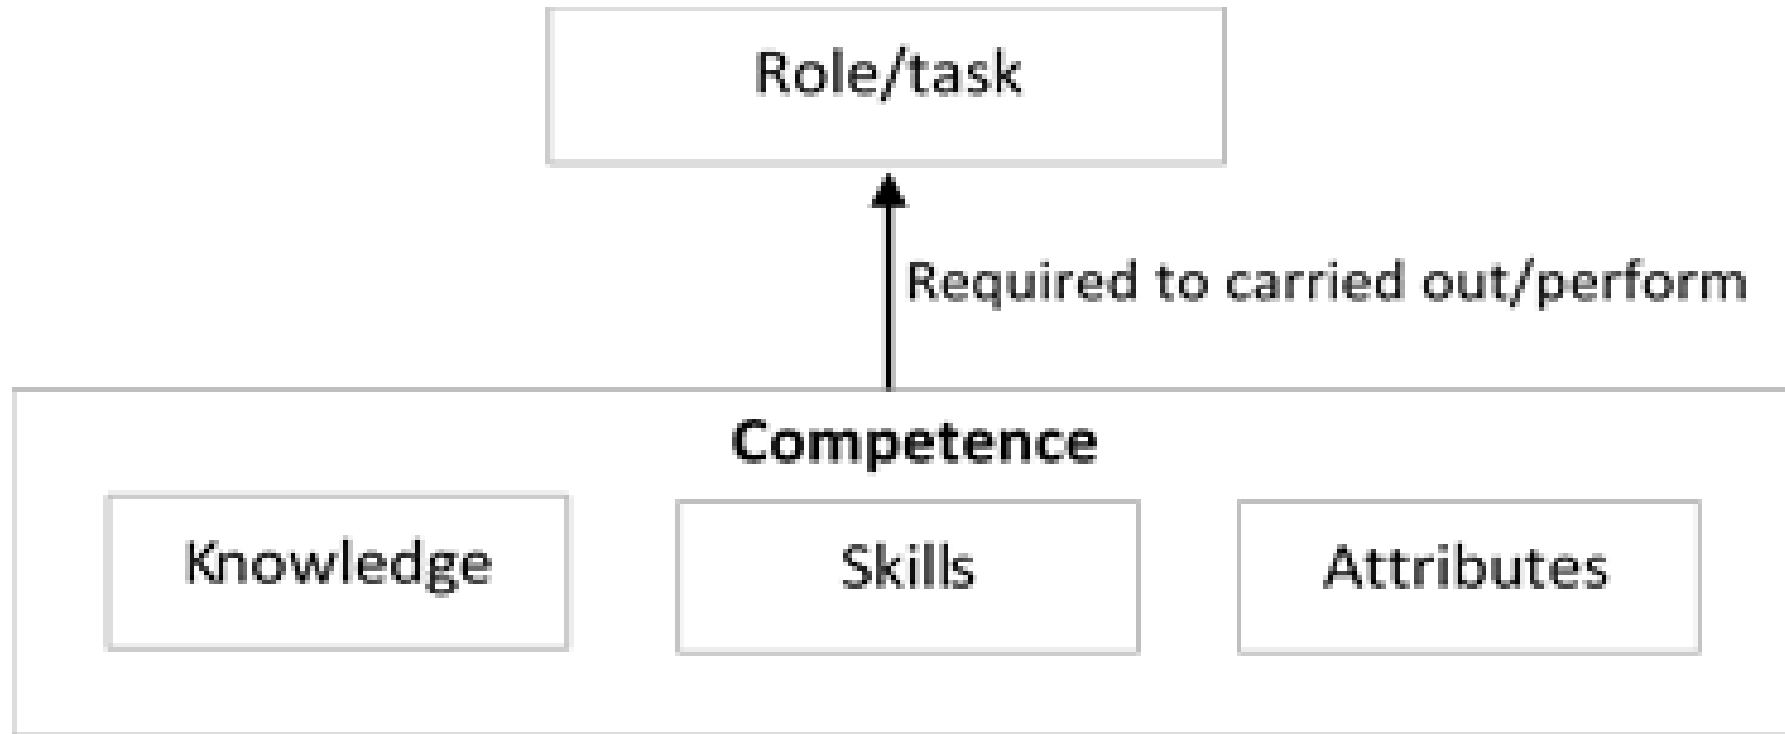 Role/task
Required to carried out/perform
Competence
Knowledge
Skills
Attributes